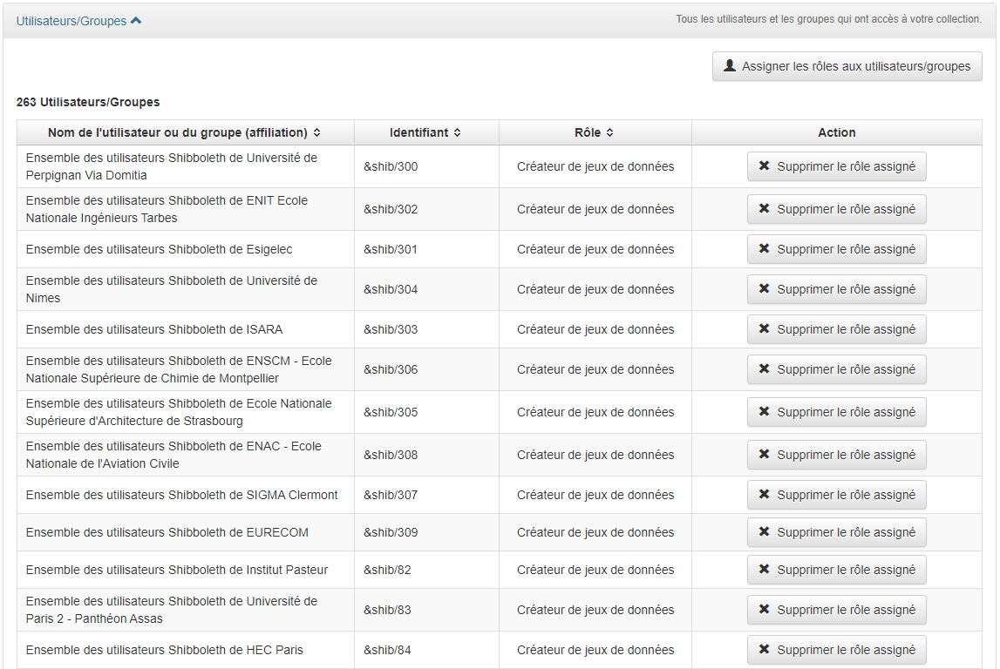 Utilisateurs/Groupes
Tous les utilisateurs et les groupes qui ont accès à votre collection.
Assigner les rôles aux utilisateurs/groupes
263 Utilisateurs/Groupes
Nom de l'utilisateur ou du groupe (affiliation) Identifiant Rôle Action
Ensemble des utilisateurs Shibboleth de Université de
Perpignan Via Domitia
&shib/300 Créateur de jeux de données Supprimer le rôle assigné
Ensemble des utilisateurs Shibboleth de ENIT Ecole
Nationale Ingénieurs Tarbes
&shib/302 Créateur de jeux de données Supprimer le rôle assigné
Ensemble des utilisateurs Shibboleth de Esigelec &shib/301 Créateur de jeux de données Supprimer le rôle assigné
Ensemble des utilisateurs Shibboleth de Université de
Nimes
&shib/304 Créateur de jeux de données Supprimer le rôle assigné
Ensemble des utilisateurs Shibboleth de ISARA &shib/303 Créateur de jeux de données Supprimer le rôle assigné
Ensemble des utilisateurs Shibboleth de ENSCM - Ecole
Nationale Supérieure de Chimie de Montpellier
&shib/306 Créateur de jeux de données Supprimer le rôle assigné
Ensemble des utilisateurs Shibboleth de Ecole Nationale
Supérieure d'Architecture de Strasbourg
&shib/305 Créateur de jeux de données Supprimer le rôle assigné
Ensemble des utilisateurs Shibboleth de ENAC - Ecole
Nationale de l'Aviation Civile
&shib/308 Créateur de jeux de données Supprimer le rôle assigné
Ensemble des utilisateurs Shibboleth de SIGMA Clermont &shib/307 Créateur de jeux de données Supprimer le rôle assigné
Ensemble des utilisateurs Shibboleth de EURECOM &shib/309 Créateur de jeux de données Supprimer le rôle assigné
Ensemble des utilisateurs Shibboleth de Institut Pasteur &shib/82 Créateur de jeux de données Supprimer le rôle assigné
Ensemble des utilisateurs Shibboleth de Université de
Paris 2 - Panthéon Assas
&shib/83 Créateur de jeux de données Supprimer le rôle assigné
Ensemble des utilisateurs Shibboleth de HEC Paris &shib/84 Créateur de jeux de données Supprimer le rôle assigné